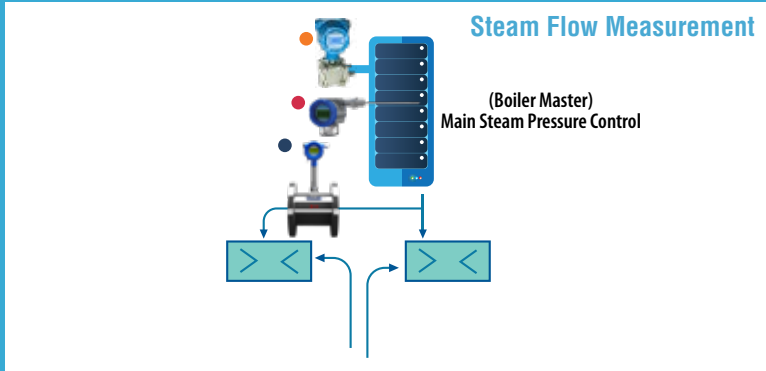 Steam Flow Measurement
(Boiler Master)
Main Steam Pressure Control
> <
> <